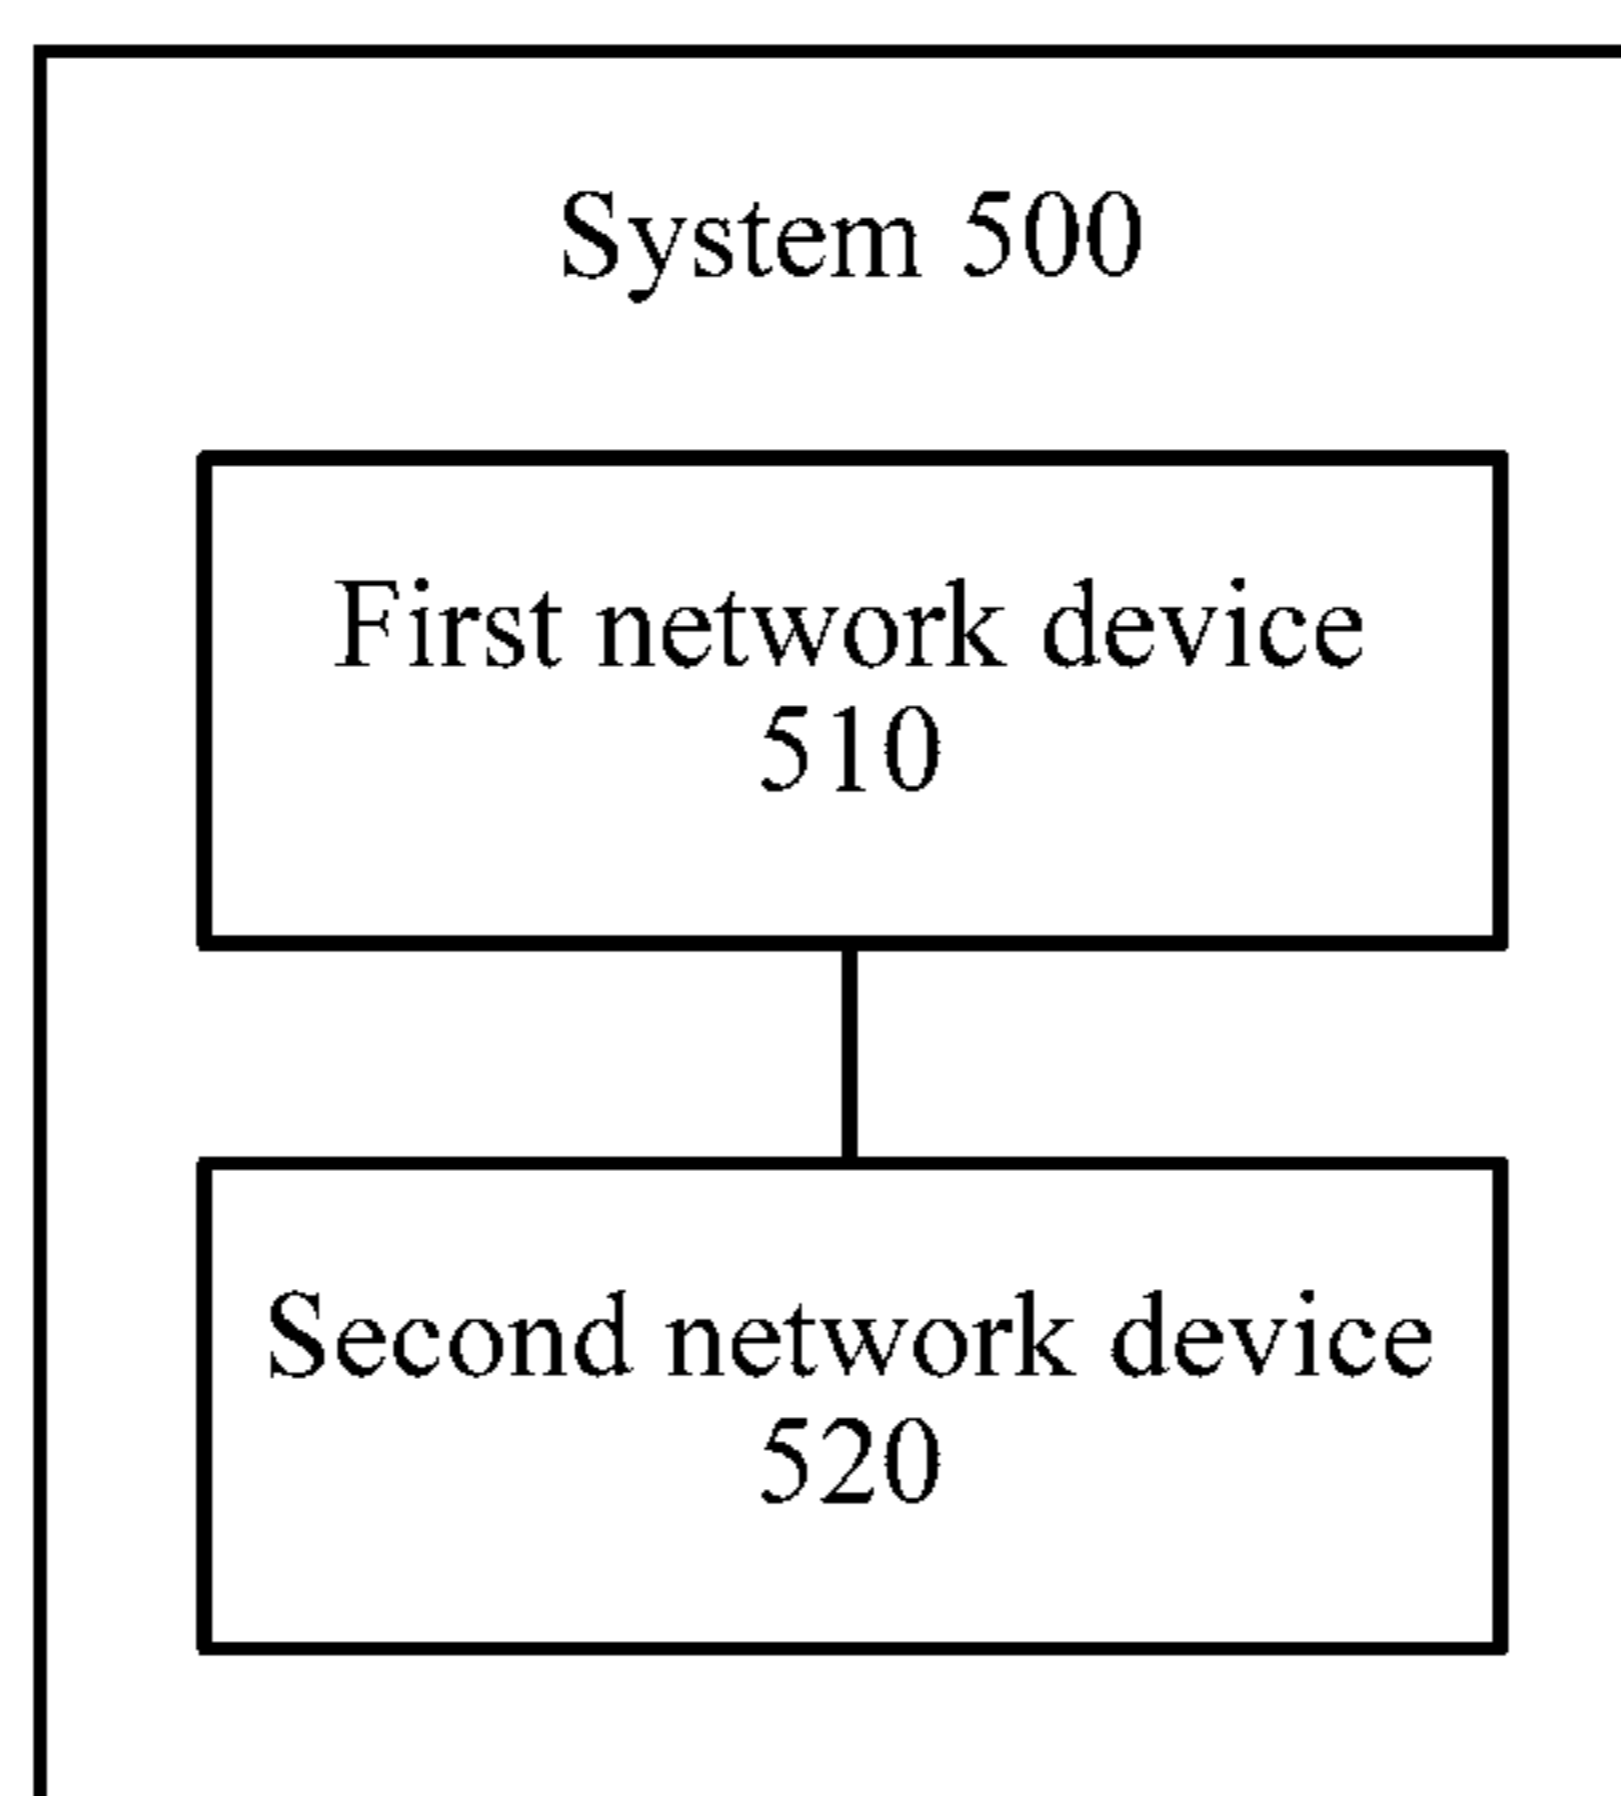 System 500
First network device
510
Second network device
520